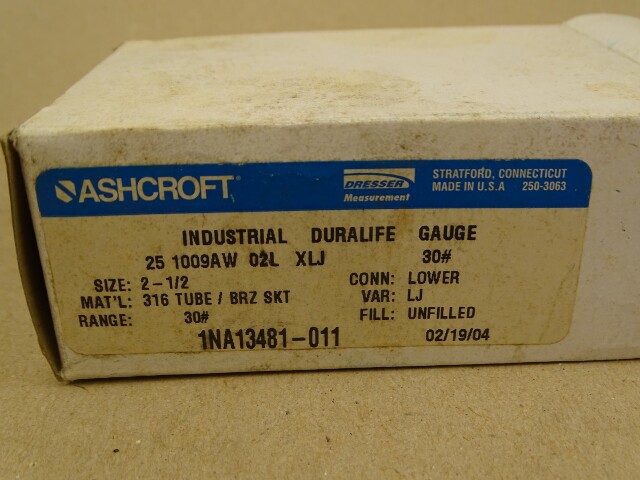 ASHCROFT
DRESSER
Measurement
STRATFORD, CONNECTICUT
MADE IN U.S.A 250-3063
INDUSTRIAL DURALIFE GAUGE
25 1009AW 02L XLJ 30#
SIZE: 2-1/2 CONN: LOWER
MAT'L: 316 TUBE / BRZ SKT VAR: LJ
RANGE: 30# FILL: UNFILLED
1NA13481-011 02/19/04